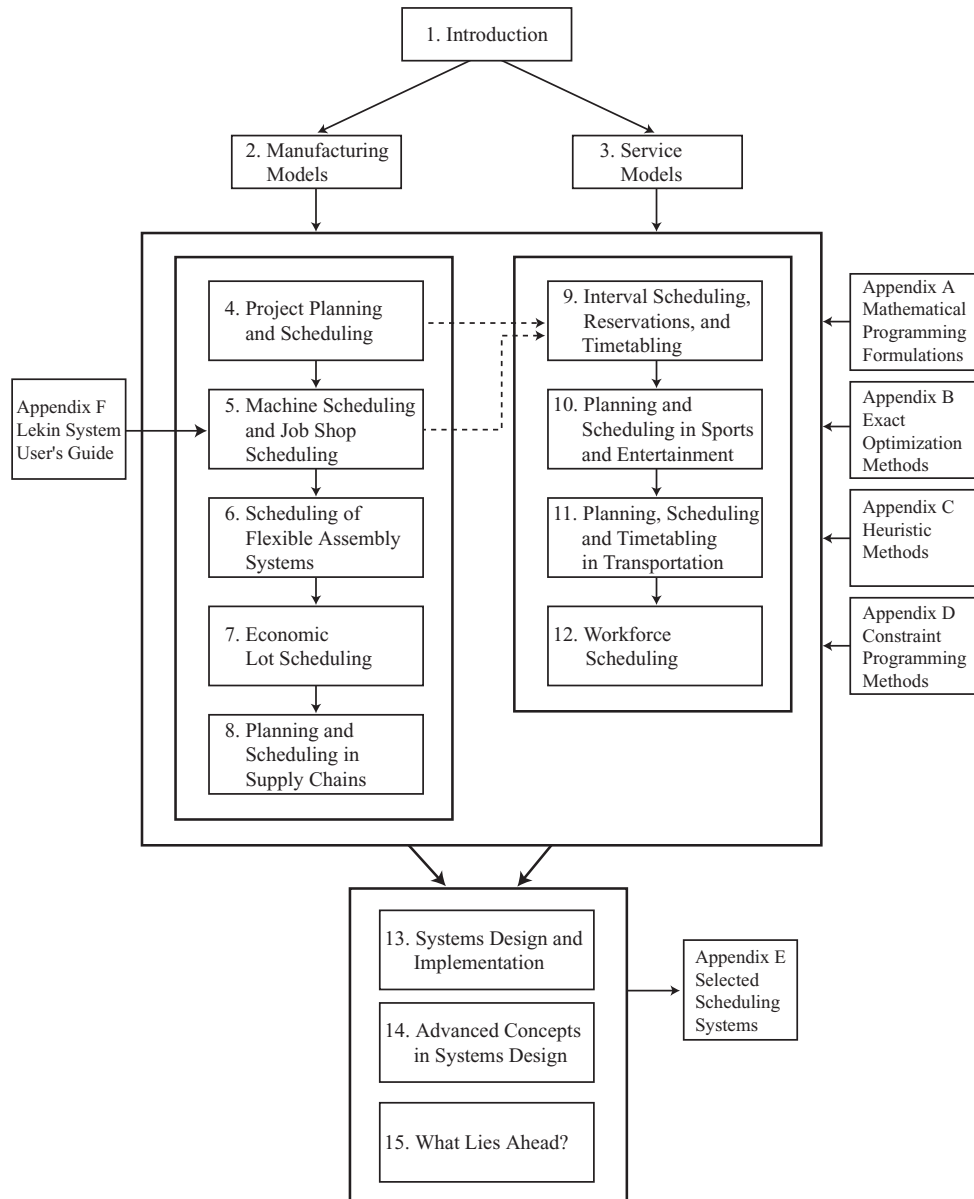 1. Introduction
2. Manufacturing
Models
3. Service
Models
4. Project Planning
and Scheduling
5. Machine Scheduling
and Job Shop
Scheduling
6. Scheduling of
Flexible Assembly
Systems
7. Economic
Lot Scheduling
8. Planning and
Scheduling in
Supply Chains
9. Interval Scheduling,
Reservations, and
Timetabling
10. Planning and
Scheduling in Sports
and Entertainment
11. Planning, Scheduling
and Timetabling
in Transportation
12. Workforce
Scheduling
Appendix F
Lekin System
User's Guide
Appendix A
Mathematical
Programming
Formulations
Appendix B
Exact
Optimization
Methods
Appendix C
Heuristic
Methods
Appendix D
Constraint
Programming
Methods
13. Systems Design and
Implementation
14. Advanced Concepts
in Systems Design
15. What Lies Ahead?
Appendix E
Selected
Scheduling
Systems